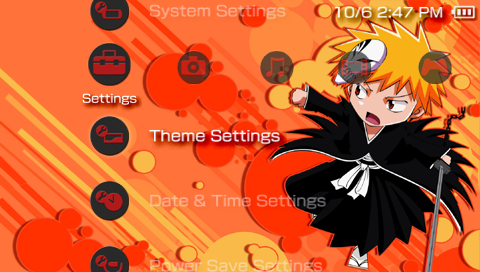 System Settings
10/6 2:47 PM
Settings
Theme Settings
Date & Time Settings
Power Save Settings